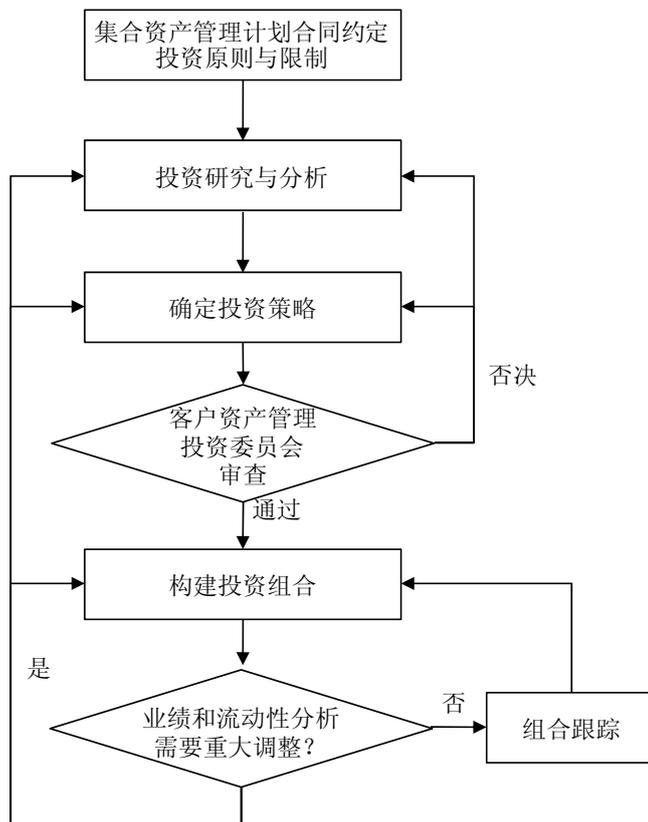 集合资产管理计划合同约定
投资原则与限制
投资研究与分析
确定投资策略
否决
客户资产管理
投资委员会
审查
通过
构建投资组合
是
业绩和流动性分析
需要重大调整？
否
组合跟踪